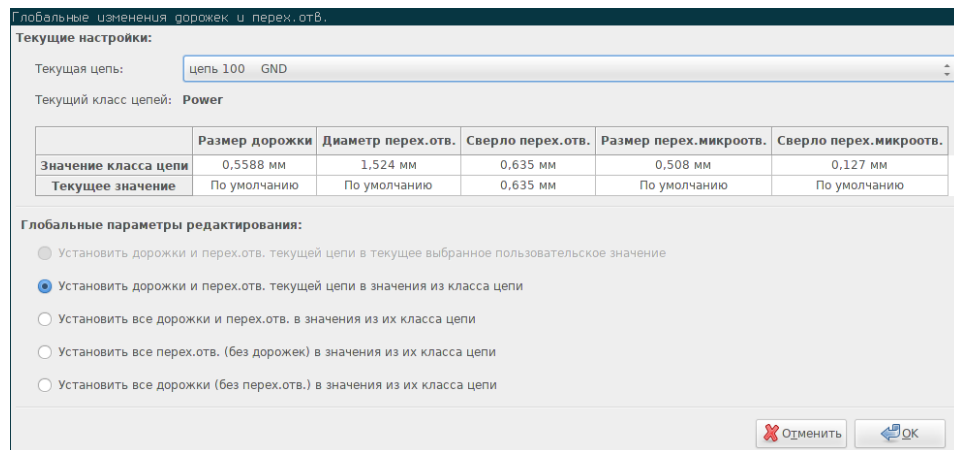 Глобальные изменения дорожек и перех.отв.
Текущие настройки:
Текущая цепь: цепь 100 GND
Текущий класс цепей: Power
Размер дорожки Диаметр перех.отв. Сверло перех.отв. Размер перех.микроотв. Сверло перех.микроотв.
Значение класса цепи 0,5588 мм 1,524 мм 0,635 мм 0,508 мм 0,127 мм
Текущее значение По умолчанию По умолчанию 0,635 мм По умолчанию По умолчанию
Глобальные параметры редактирования:
Установить дорожки и перех.отв. текущей цепи в текущее выбранное пользовательское значение
Установить дорожки и перех.отв. текущей цепи в значения из класса цепи
Установить все дорожки и перех.отв. в значения из их класса цепи
Установить все перех.отв. (без дорожек) в значения из их класса цепи
Установить все дорожки (без перех.отв.) в значения из их класса цепи
Отменить OK